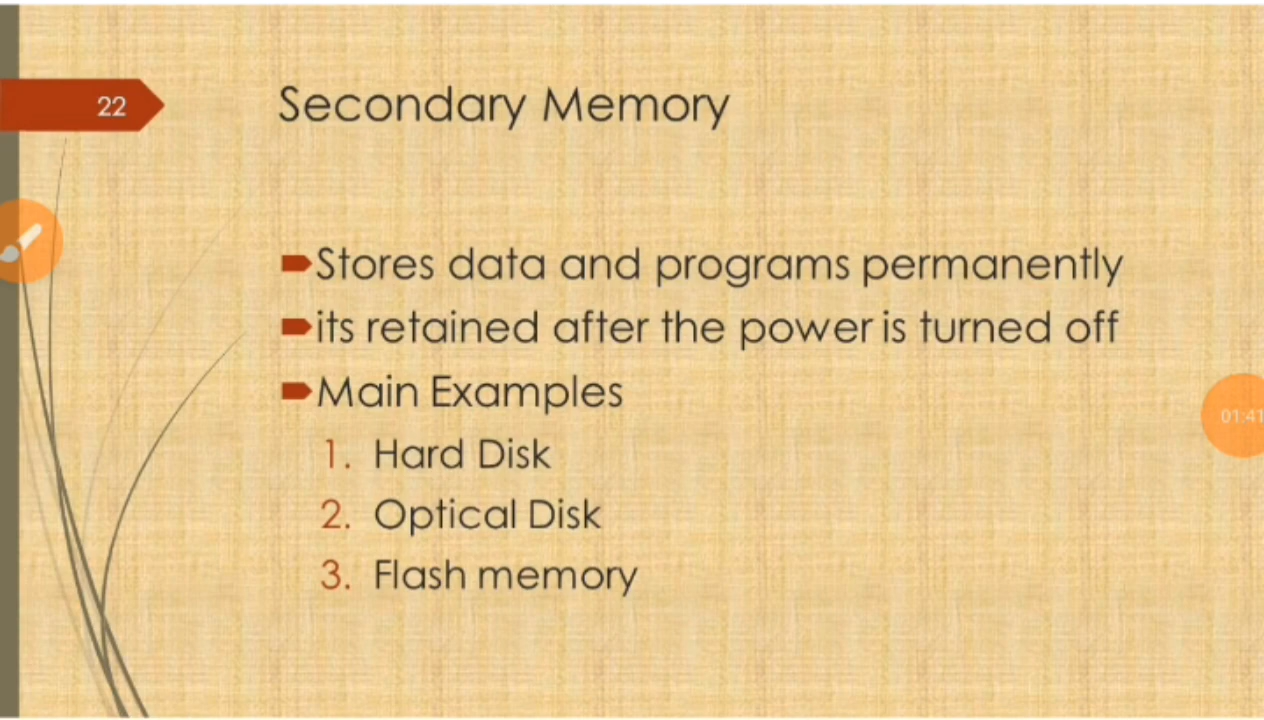 22
Secondary Memory
Stores data and programs permanently
its retained after the power is turned off
Main Examples
1. Hard Disk
2. Optical Disk
3. Flash memory
01:41